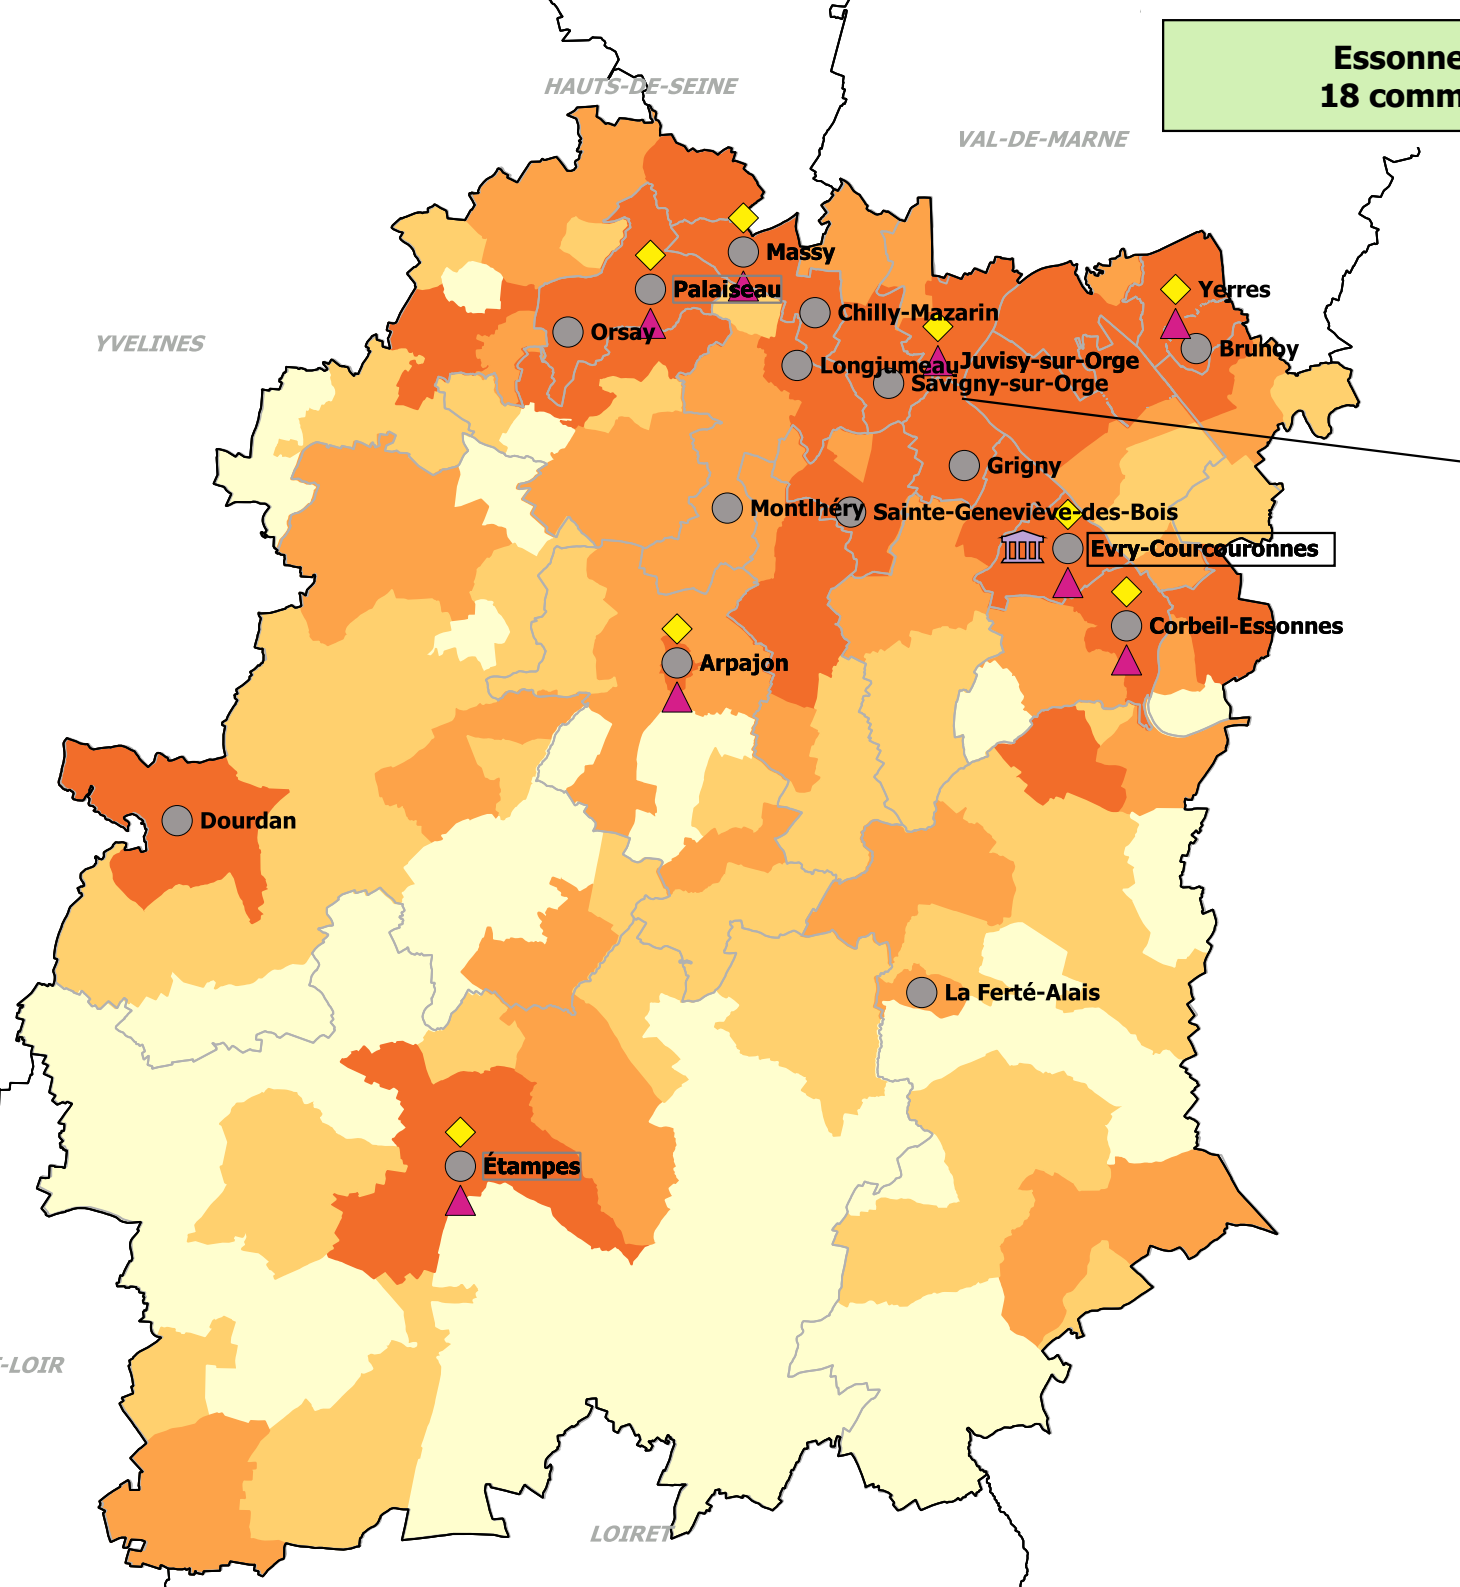 Essonne
18 comm
HAUTS-DE-SEINE
VAL-DE-MARNE
Massy
Palaiseau
Yerres
Chilly-Mazarin
Orsay
YVELINES
Brunoy
Juvisy-sur-Orge
Longjumeau
Savigny-sur-Orge
Grigny
Montlhéry
Sainte-Geneviève-des-Bois
Evry-Courcouronnes
Corbeil-Essonnes
Arpajon
Dourdan
La Ferté-Alais
Étampes
-LOIR
LOIRET